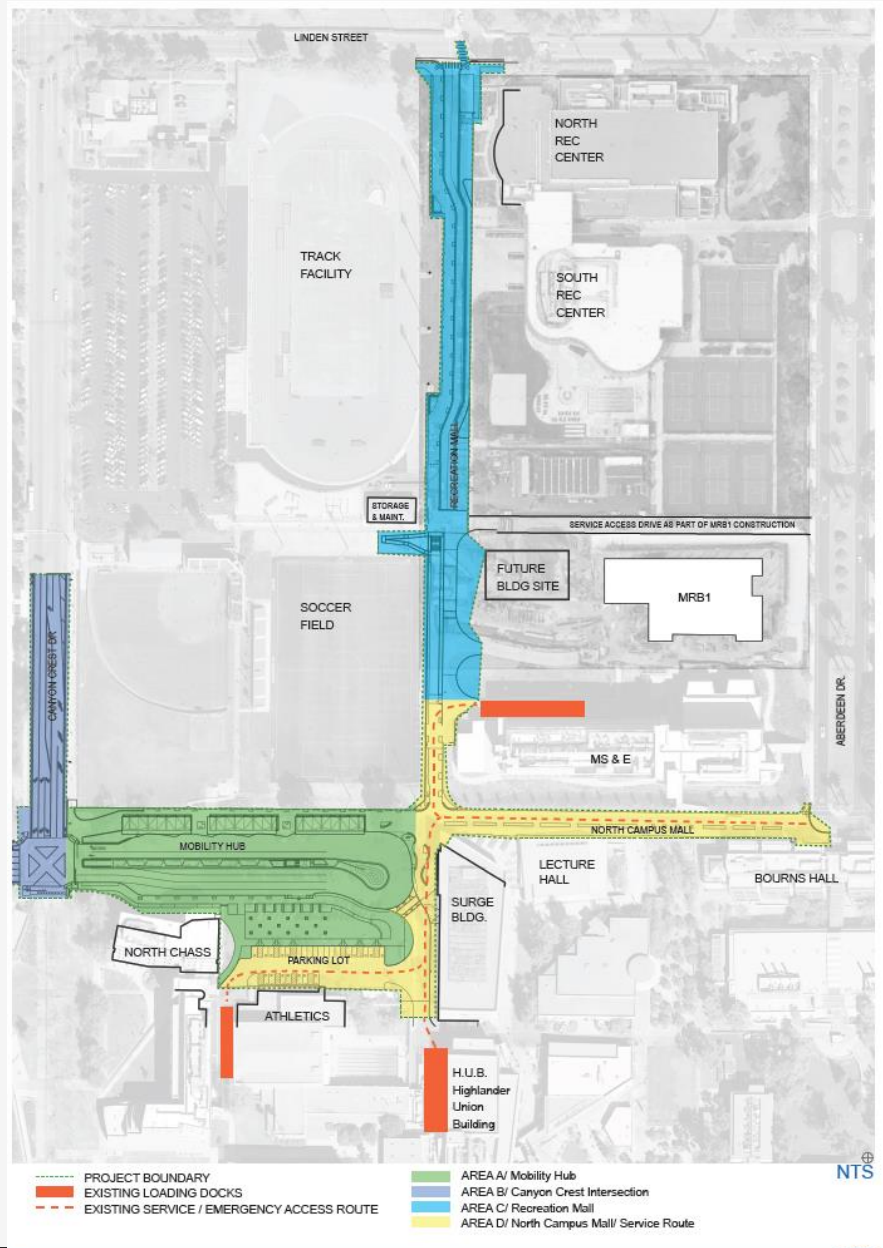 LINDEN STREET
NORTH
REC
CENTER
TRACK
FACILITY
SOUTH
REC
CENTER
RECREATION MALL
STORAGE
& MAINT.
SERVICE ACCESS DRIVE AS PART OF MRB1 CONSTRUCTION
FUTURE
BLDG SITE
MRB1
SOCCER
FIELD
CANYON CREST DR
ABERDEEN DR.
MS & E
NORTH CAMPUS MALL
MOBILITY HUB
LECTURE
HALL
BOURNS HALL
SURGE
BLDG.
NORTH CHASS
PARKING LOT
ATHLETICS
H.U.B.
Highlander
Union
Building
NTS
PROJECT BOUNDARY
EXISTING LOADING DOCKS
EXISTING SERVICE / EMERGENCY ACCESS ROUTE
AREA A/ Mobility Hub
AREA B/ Canyon Crest Intersection
AREA C/ Recreation Mall
AREA D/ North Campus Mall/ Service Route